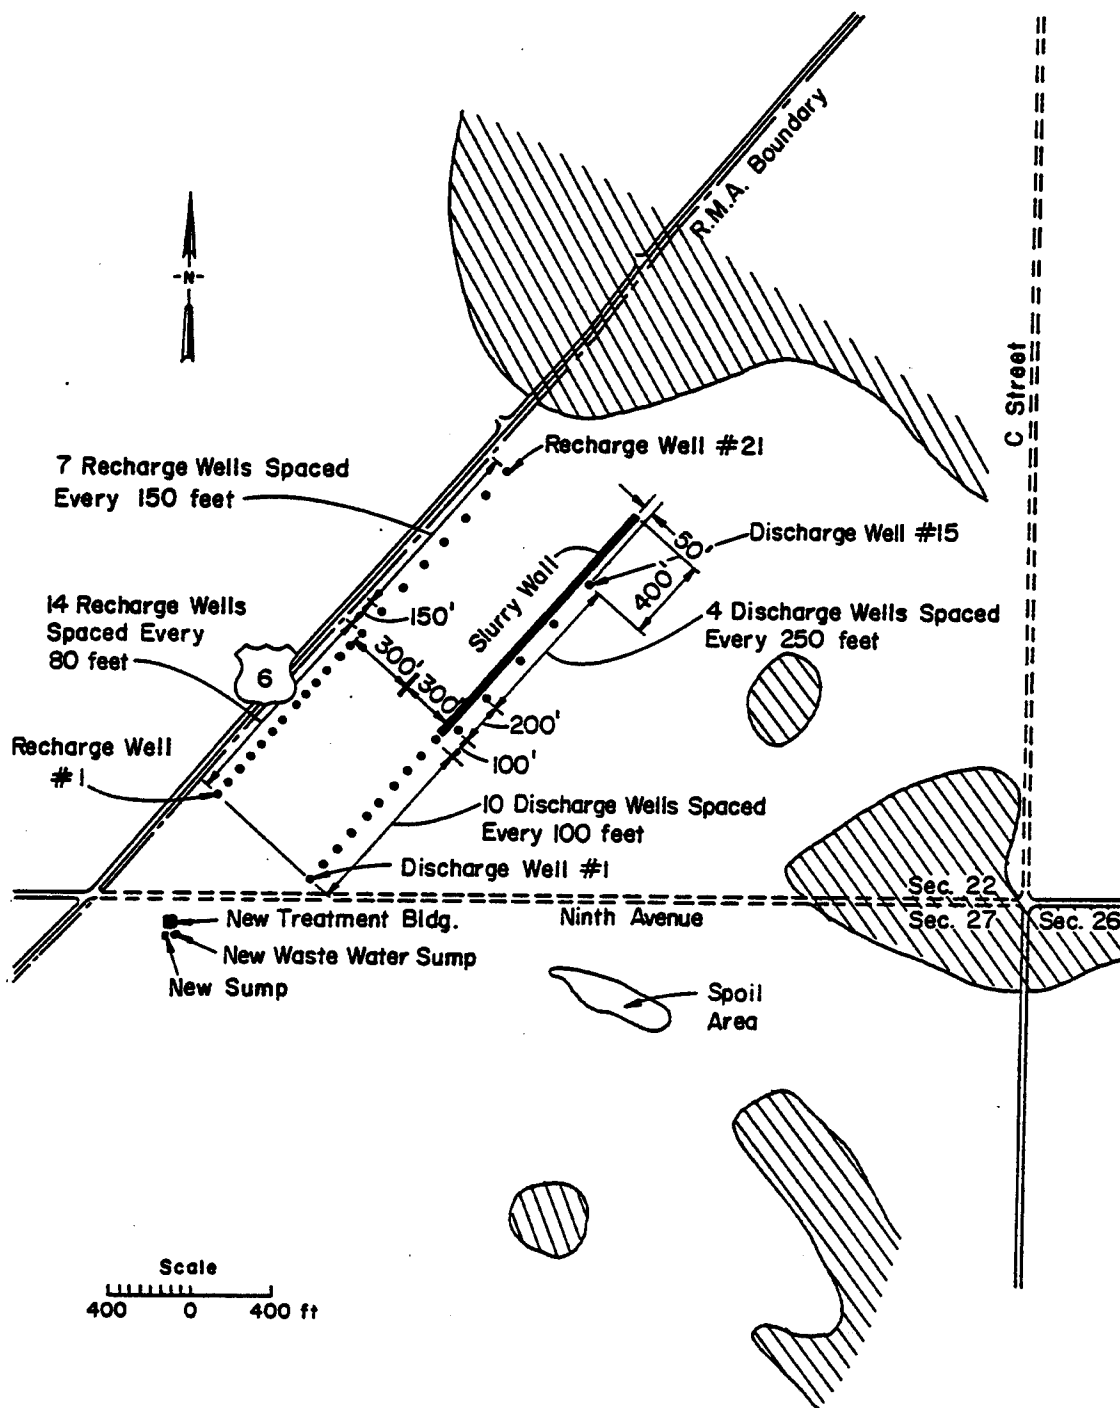 R.M.A. Boundary
-N-
C Street
Recharge Well #21
7 Recharge Wells Spaced
Every 150 feet
Slurry Wall
50'
Discharge Well #15
400'
14 Recharge Wells
Spaced Every
80 feet
150'
4 Discharge Wells Spaced
Every 250 feet
6
300'
300'
200'
Recharge Well
#1
100'
10 Discharge Wells Spaced
Every 100 feet
Discharge Well #1
Sec. 22
New Treatment Bldg.
Ninth Avenue
Sec. 27
Sec. 26
New Waste Water Sump
New Sump
Spoil
Area
Scale
400 0 400 ft